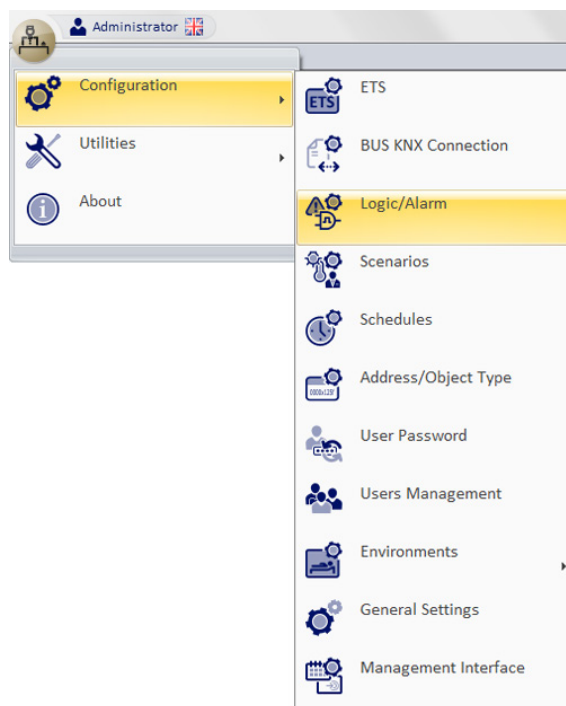 Administrator
Configuration
Utilities
About
ETS
ETS
BUS KNX Connection
Logic/Alarm
Scenarios
Schedules
Address/Object Type
User Password
Users Management
Environments
General Settings
Management Interface